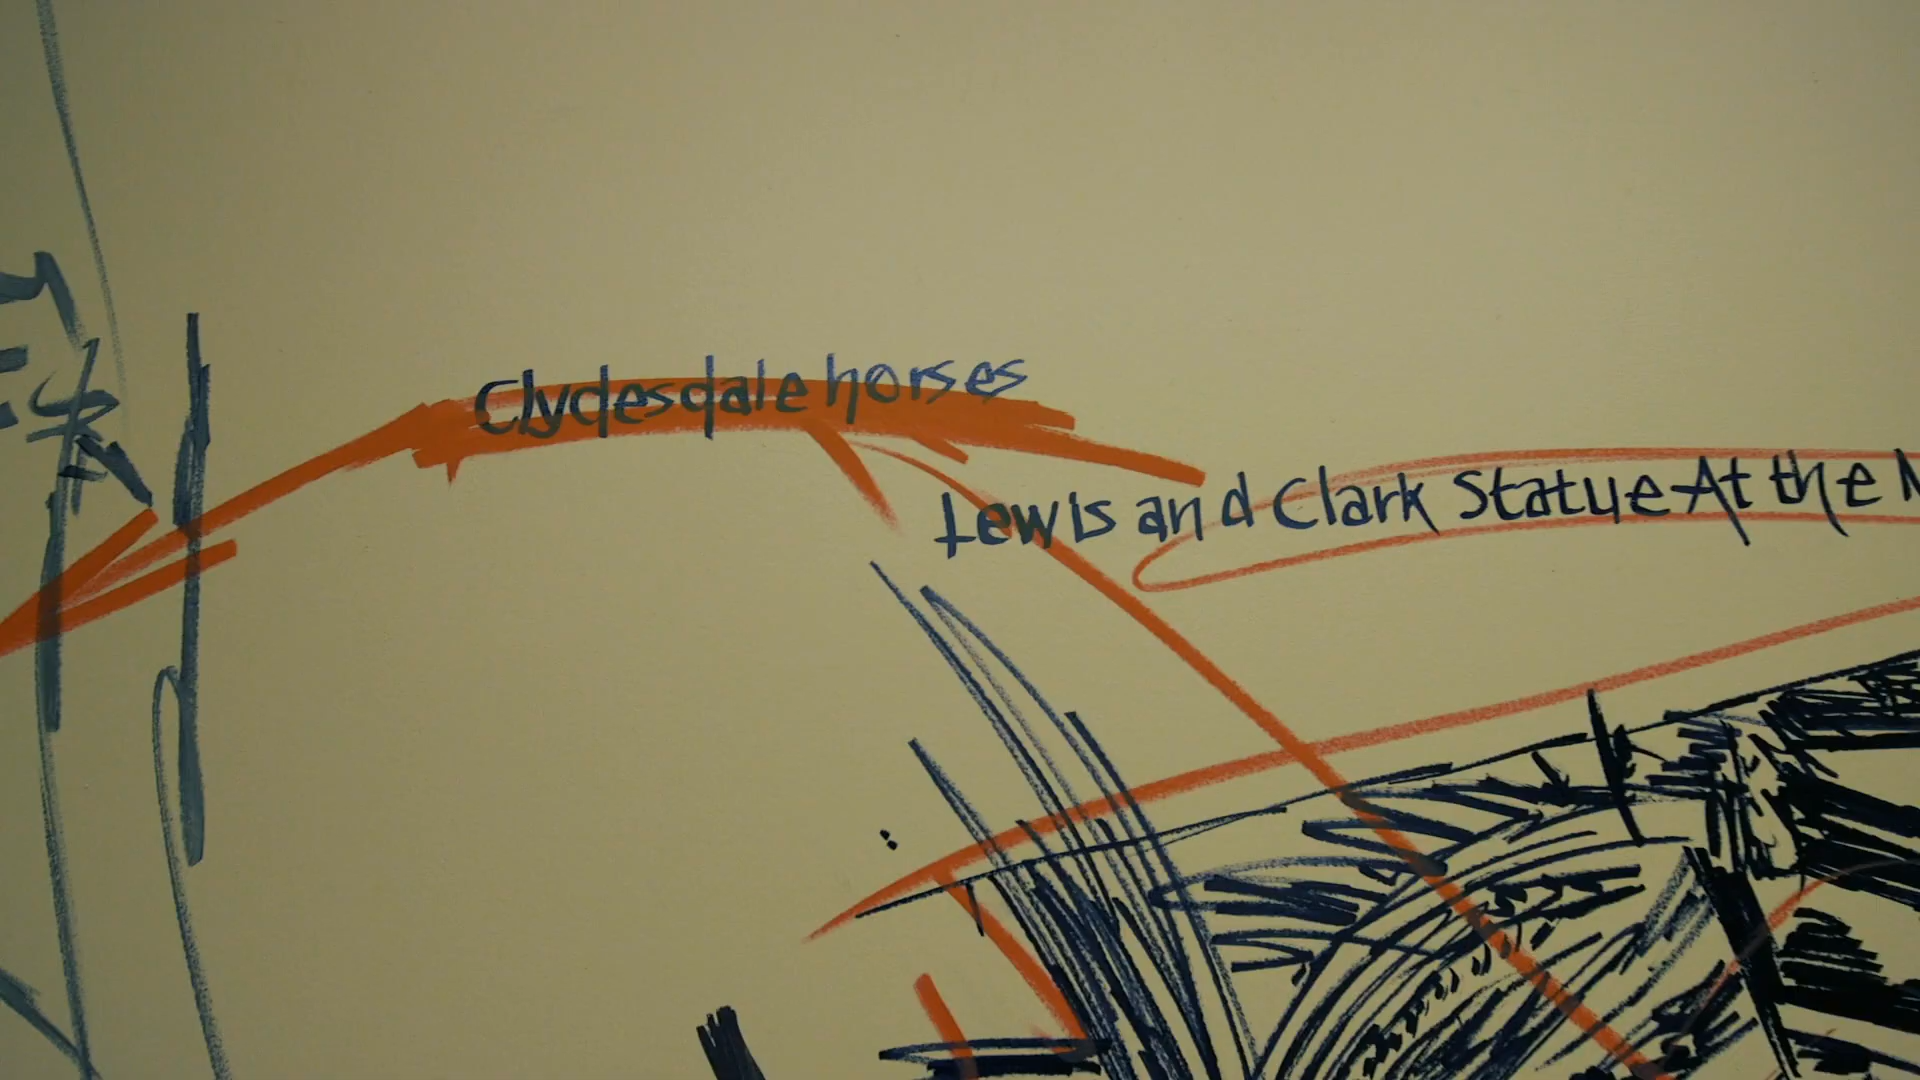 Clydesdale horses
Lewis and Clark Statue At the